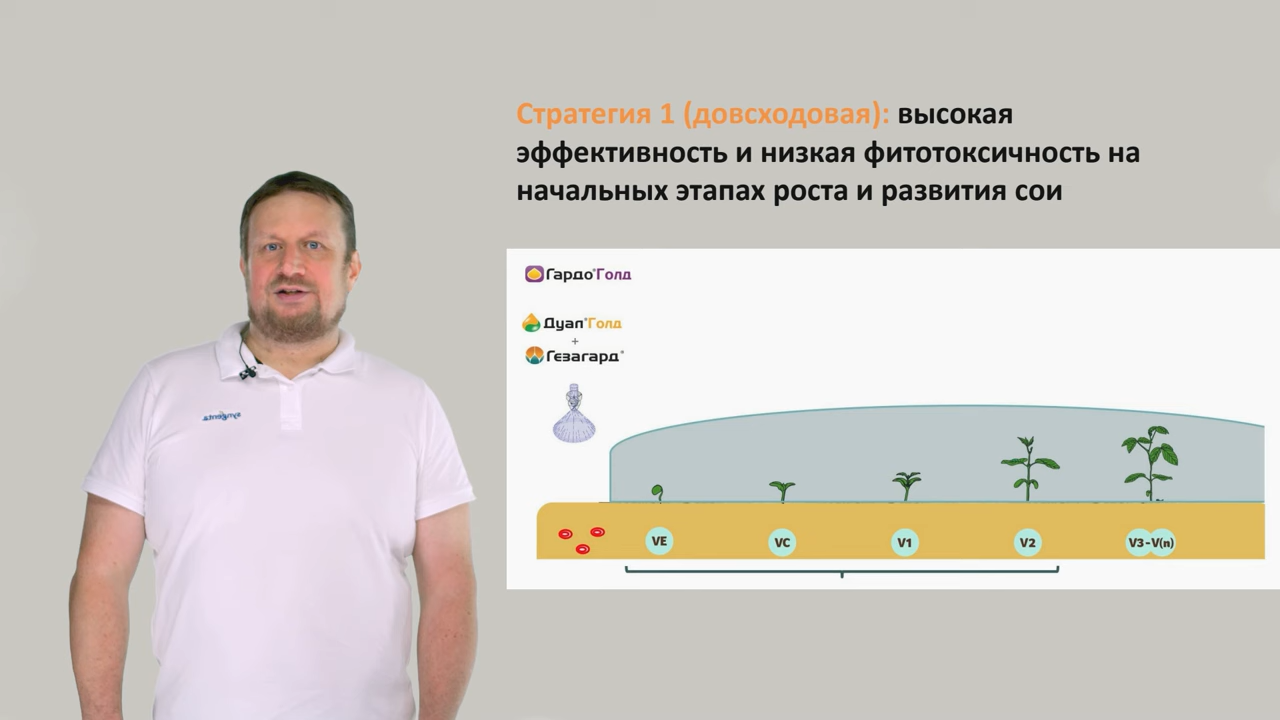 Стратегия 1 (довсходовая): высокая
эффективность и низкая фитотоксичность на
начальных этапах роста и развития сои
Гардо®Голд
Дуал®Голд
+
Гезагард®
VE
VC
V1
V2
V3-V(n)